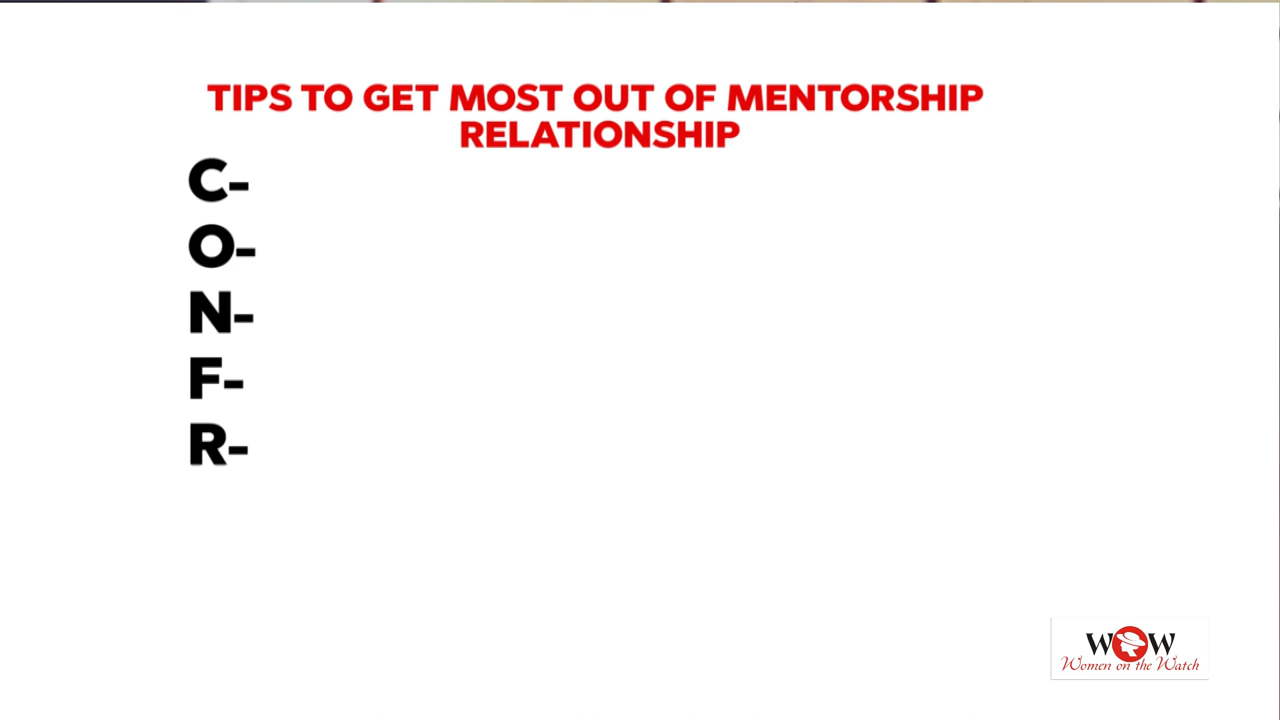 TIPS TO GET MOST OUT OF MENTORSHIP
RELATIONSHIP
C-
O-
N-
F-
R-
WOW
Women on the Watch